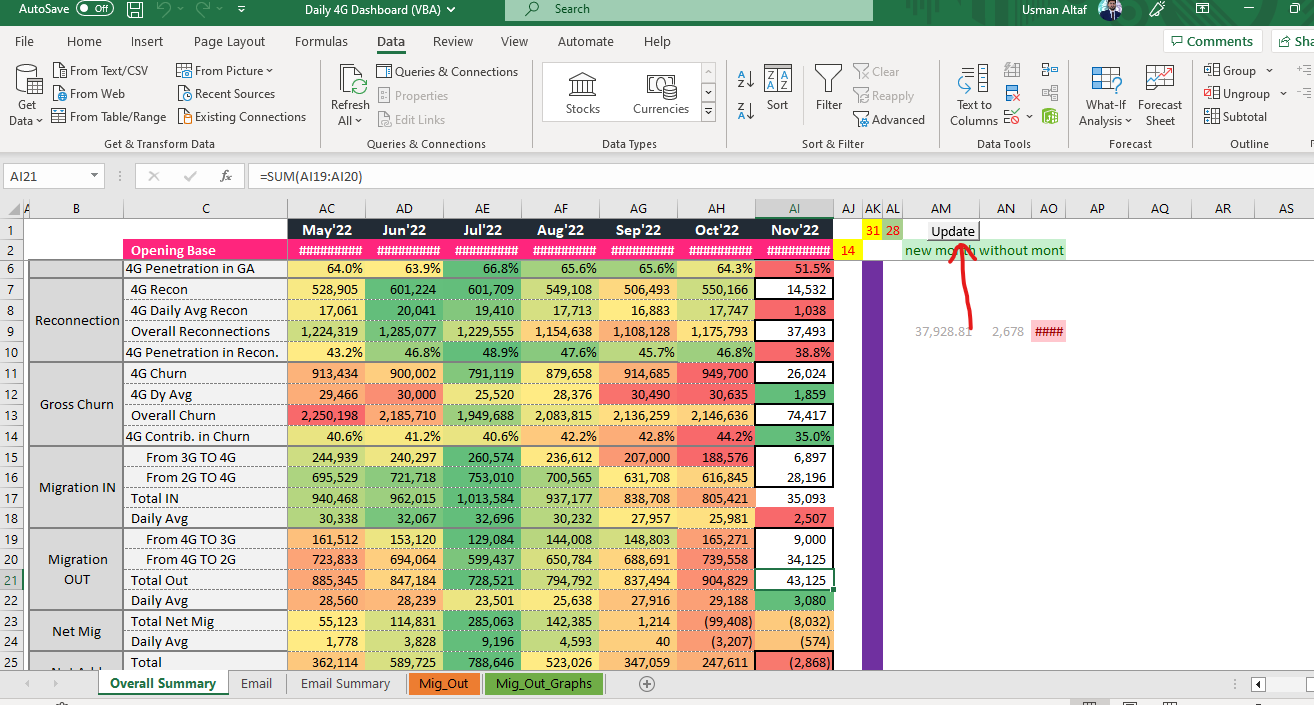 AutoSave Off Daily 4G Dashboard (VBA) Search Usman Altaf
File Home Insert Page Layout Formulas Data Review View Automate Help Comments Sha
Get Data
From Text/CSV
From Web
From Table/Range
From Picture
Recent Sources
Existing Connections
Get & Transform Data
Refresh All
Queries & Connections
Properties
Edit Links
Queries & Connections
Stocks Currencies
Data Types
Sort Filter
Clear
Reapply
Advanced
Sort & Filter
Text to Columns
Data Tools
What-If Analysis
Forecast Sheet
Forecast
Group
Ungroup
Subtotal
Outline
AI21 fx =SUM(AI19:AI20)
A B C AC AD AE AF AG AH AI AJ AK AL AM AN AO AP AQ AR AS
1 May'22 Jun'22 Jul'22 Aug'22 Sep'22 Oct'22 Nov'22 31 28 Update
2 Opening Base ########## ########## ########## ########## ########## ########## ########## 14 new month without mont
6 4G Penetration in GA 64.0% 63.9% 66.8% 65.6% 65.6% 64.3% 51.5%
7 4G Recon 528,905 601,224 601,709 549,108 506,493 550,166 14,532
8 4G Daily Avg Recon 17,061 20,041 19,410 17,713 16,883 17,747 1,038
9 Reconnection Overall Reconnections 1,224,319 1,285,077 1,229,555 1,154,638 1,108,128 1,175,793 37,493 37,928.81 2,678 ####
10 4G Penetration in Recon. 43.2% 46.8% 48.9% 47.6% 45.7% 46.8% 38.8%
11 4G Churn 913,434 900,002 791,119 879,658 914,685 949,700 26,024
12 4G Dy Avg 29,466 30,000 25,520 28,376 30,490 30,635 1,859
13 Gross Churn Overall Churn 2,250,198 2,185,710 1,949,688 2,083,815 2,136,259 2,146,636 74,417
14 4G Contrib. in Churn 40.6% 41.2% 40.6% 42.2% 42.8% 44.2% 35.0%
15 From 3G TO 4G 244,939 240,297 260,574 236,612 207,000 188,576 6,897
16 Migration IN From 2G TO 4G 695,529 721,718 753,010 700,565 631,708 616,845 28,196
17 Total IN 940,468 962,015 1,013,584 937,177 838,708 805,421 35,093
18 Daily Avg 30,338 32,067 32,696 30,232 27,957 25,981 2,507
19 From 4G TO 3G 161,512 153,120 129,084 144,008 148,803 165,271 9,000
20 Migration OUT From 4G TO 2G 723,833 694,064 599,437 650,784 688,691 739,558 34,125
21 Total Out 885,345 847,184 728,521 794,792 837,494 904,829 43,125
22 Daily Avg 28,560 28,239 23,501 25,638 27,916 29,188 3,080
23 Net Mig Total Net Mig 55,123 114,831 285,063 142,385 1,214 (99,408) (8,032)
24 Daily Avg 1,778 3,828 9,196 4,593 40 (3,207) (574)
25 Total 362,114 589,725 788,646 523,026 347,059 247,611 (2,868)
Overall Summary Email Email Summary Mig_Out Mig_Out_Graphs